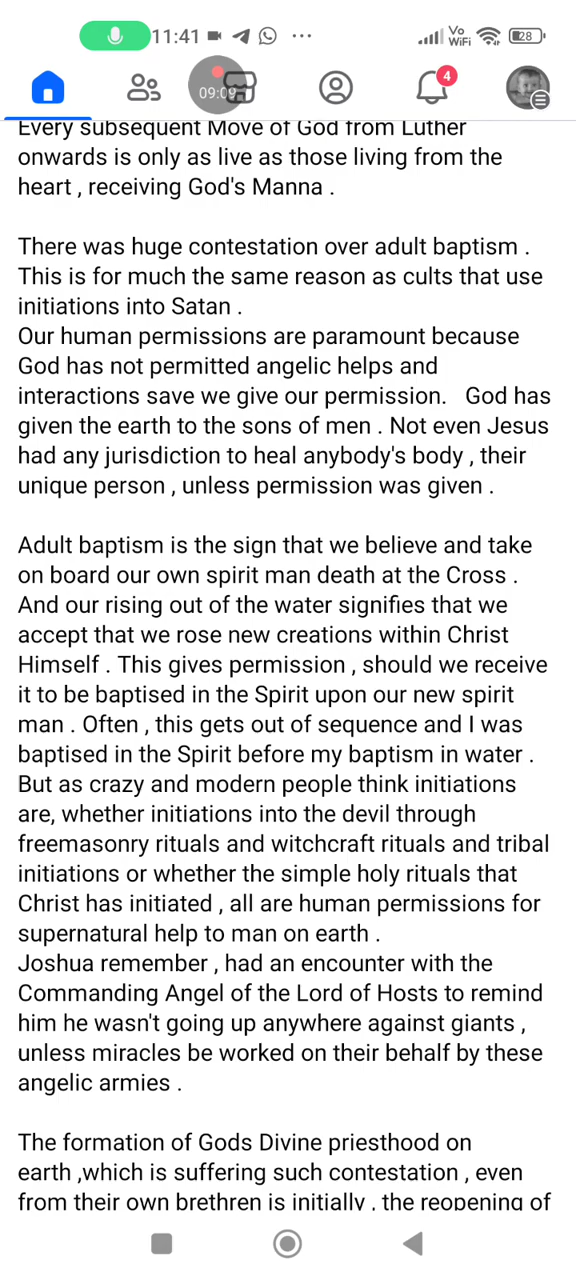 11:41
Vo
WiFi
28
4
09:09
Every subsequent Move of God from Luther
onwards is only as live as those living from the
heart , receiving God's Manna .
There was huge contestation over adult baptism .
This is for much the same reason as cults that use
initiations into Satan .
Our human permissions are paramount because
God has not permitted angelic helps and
interactions save we give our permission.   God has
given the earth to the sons of men . Not even Jesus
had any jurisdiction to heal anybody's body , their
unique person , unless permission was given .
Adult baptism is the sign that we believe and take
on board our own spirit man death at the Cross .
And our rising out of the water signifies that we
accept that we rose new creations within Christ
Himself . This gives permission , should we receive
it to be baptised in the Spirit upon our new spirit
man . Often , this gets out of sequence and I was
baptised in the Spirit before my baptism in water .
But as crazy and modern people think initiations
are, whether initiations into the devil through
freemasonry rituals and witchcraft rituals and tribal
initiations or whether the simple holy rituals that
Christ has initiated , all are human permissions for
supernatural help to man on earth .
Joshua remember , had an encounter with the
Commanding Angel of the Lord of Hosts to remind
him he wasn't going up anywhere against giants ,
unless miracles be worked on their behalf by these
angelic armies .
The formation of Gods Divine priesthood on
earth ,which is suffering such contestation , even
from their own brethren is initially , the reopening of